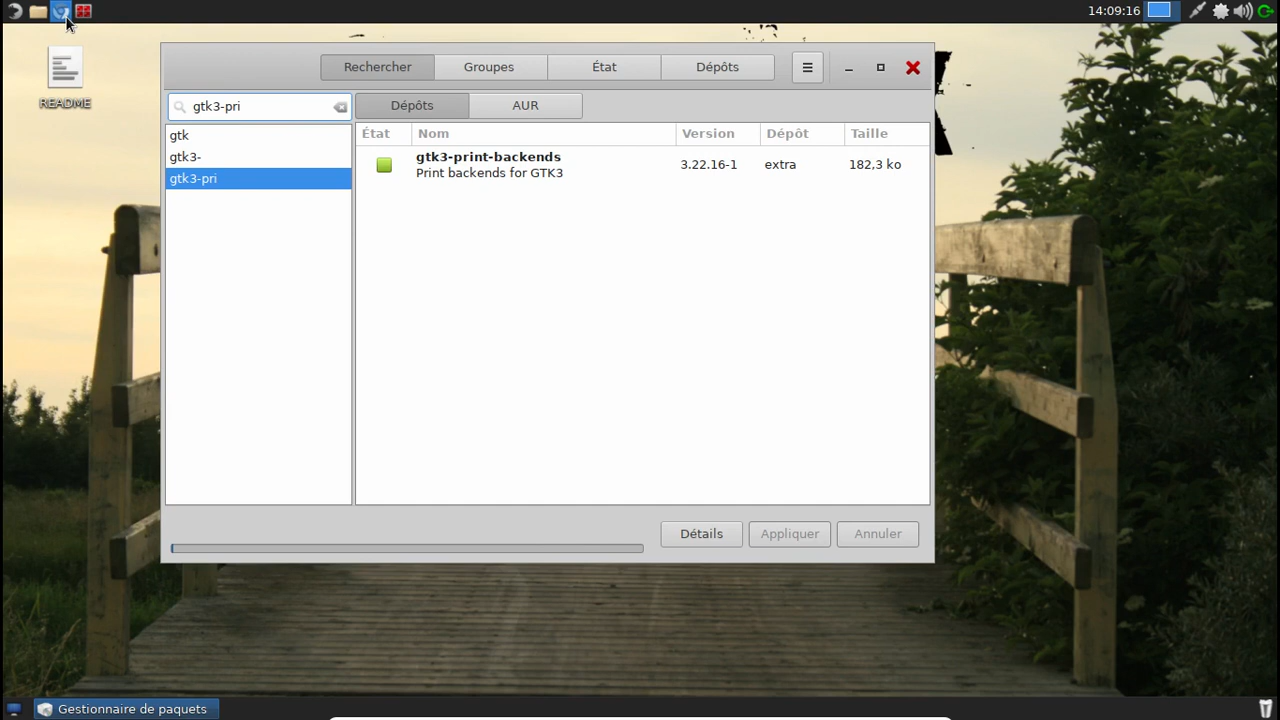 14:09:16
README
Rechercher
Groupes
État
Dépôts
gtk3-pri
Dépôts
AUR
gtk
gtk3-
gtk3-pri
État
Nom
Version
Dépôt
Taille
gtk3-print-backends
Print backends for GTK3
3.22.16-1
extra
182,3 ko
Détails
Appliquer
Annuler
Gestionnaire de paquets